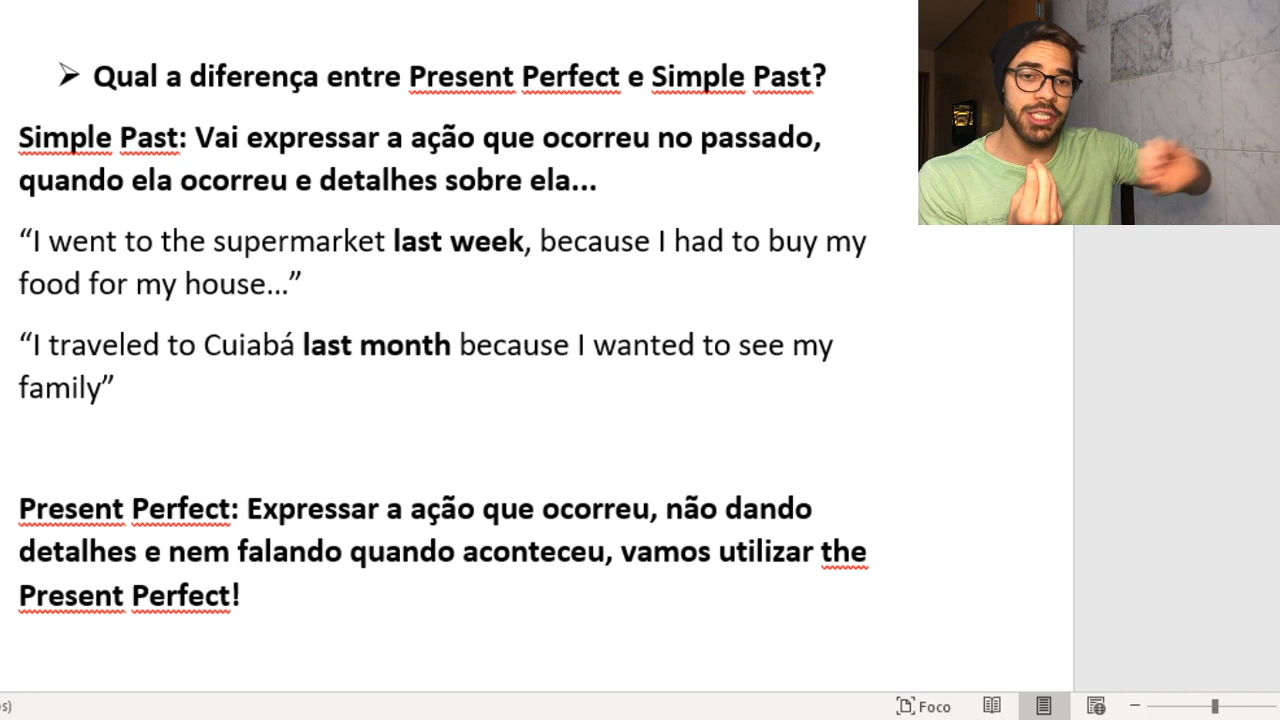 Qual a diferença entre Present Perfect e Simple Past?
Simple Past: Vai expressar a ação que ocorreu no passado,
quando ela ocorreu e detalhes sobre ela...
“I went to the supermarket last week, because I had to buy my
food for my house...”
“I traveled to Cuiabá last month because I wanted to see my
family”
Present Perfect: Expressar a ação que ocorreu, não dando
detalhes e nem falando quando aconteceu, vamos utilizar the
Present Perfect!
Foco